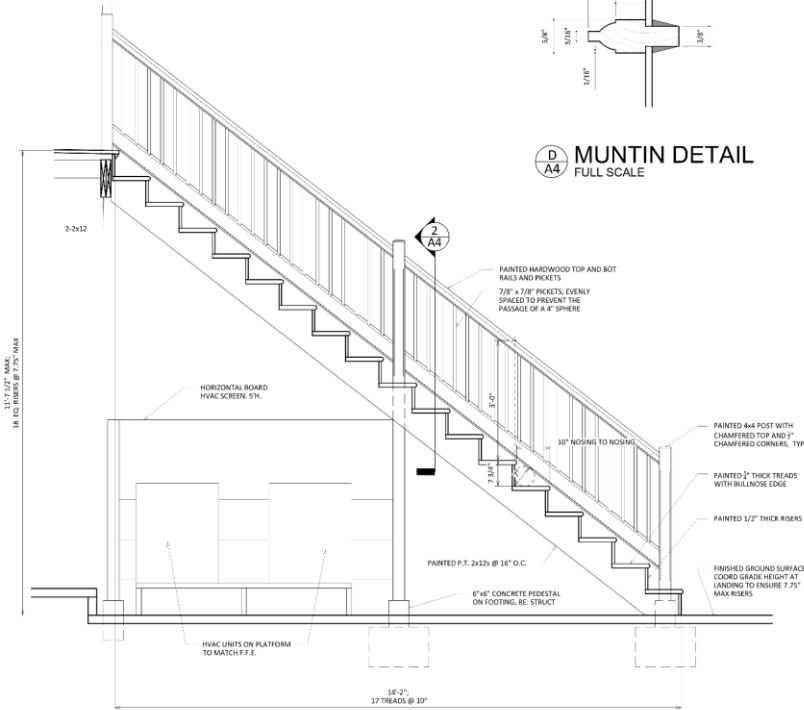 5/8"
3/16"
1/16"
3/8"
D
A4
MUNTIN DETAIL
FULL SCALE
2-2x12
2
A4
PAINTED HARDWOOD TOP AND BOT
RAILS AND PICKETS
7/8" x 7/8" PICKETS; EVENLY
SPACED TO PREVENT THE
PASSAGE OF A 4" SPHERE
11'-7 1/2" MAX;
18 EQ. RISERS @ 7.75" MAX
HORIZONTAL BOARD
HVAC SCREEN. 5'H.
3'-0"
10" NOSING TO NOSING
7 3/4"
PAINTED 4x4 POST WITH
CHAMFERED TOP AND
CHAMFERED CORNERS, TYP
PAINTED THICK TREADS
WITH BULLNOSE EDGE
PAINTED 1/2" THICK RISERS
PAINTED P.T. 2x12s @ 16" O.C.
FINISHED GROUND SURFACE
COORD GRADE HEIGHT AT
LANDING TO ENSURE 7.75"
MAX RISERS
6"x6" CONCRETE PEDESTAL
ON FOOTING, RE: STRUCT
HVAC UNITS ON PLATFORM
TO MATCH F.F.E.
14'-2";
17 TREADS @ 10"